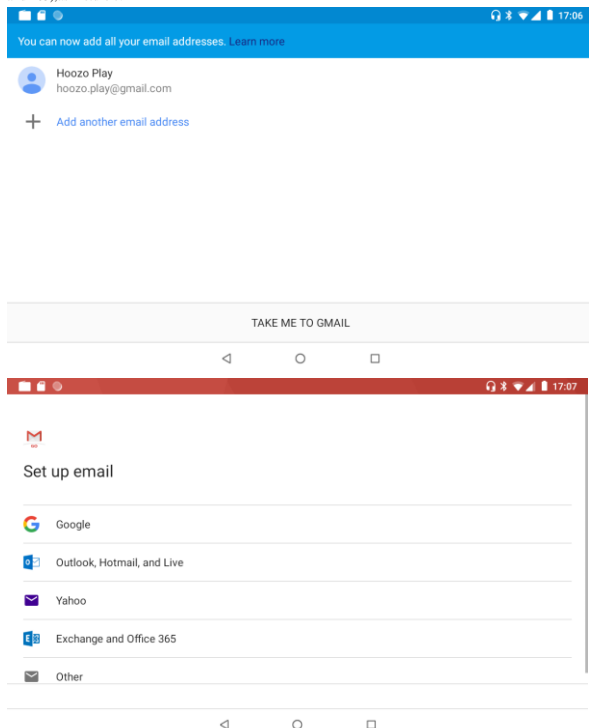 17:06
You can now add all your email addresses. Learn more
Hoozo Play
hoozo.play@gmail.com
Add another email address
TAKE ME TO GMAIL
17:07
GO
Set up email
Google
Outlook, Hotmail, and Live
Yahoo
Exchange and Office 365
Other